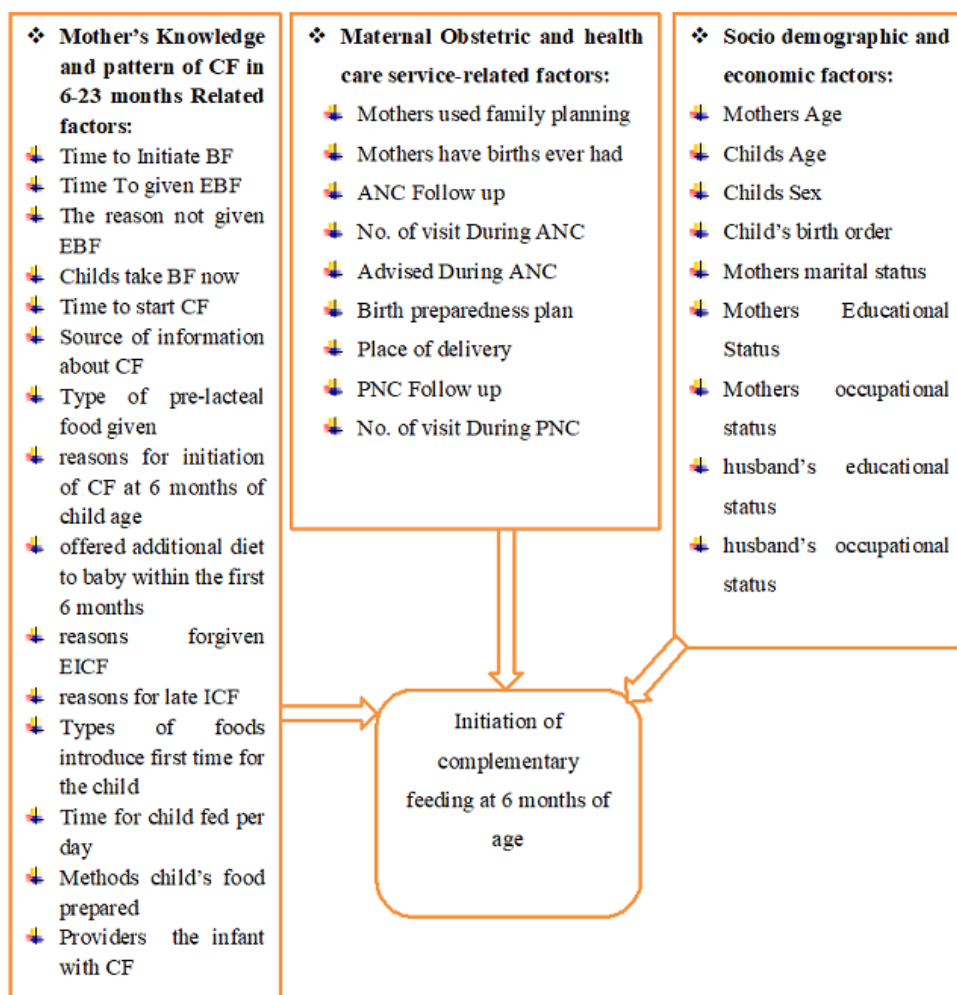 ❖ Mother's Knowledge
and pattern of CF in
6-23 months Related
factors:
Time to Initiate BF
Time To given EBF
The reason not given
EBF
Childs take BF now
Time to start CF
Source of information
about CF
Type of pre-lacteal
food given
reasons for initiation
of CF at 6 months of
child age
offered additional diet
to baby within the first
6 months
reasons forgiven
EICF
reasons for late ICF
Types of foods
introduce first time for
the child
Time for child fed per
day
Methods child's food
prepared
Providers the infant
with CF
❖ Maternal Obstetric and health
care service-related factors:
Mothers used family planning
Mothers have births ever had
ANC Follow up
No. of visit During ANC
Advised During ANC
Birth preparedness plan
Place of delivery
PNC Follow up
No. of visit During PNC
❖ Socio demographic and
economic factors:
Mothers Age
Childs Age
Childs Sex
Child's birth order
Mothers marital status
Mothers Educational
Status
Mothers occupational
status
husband's educational
status
husband's occupational
status
Initiation of
complementary
feeding at 6 months of
age